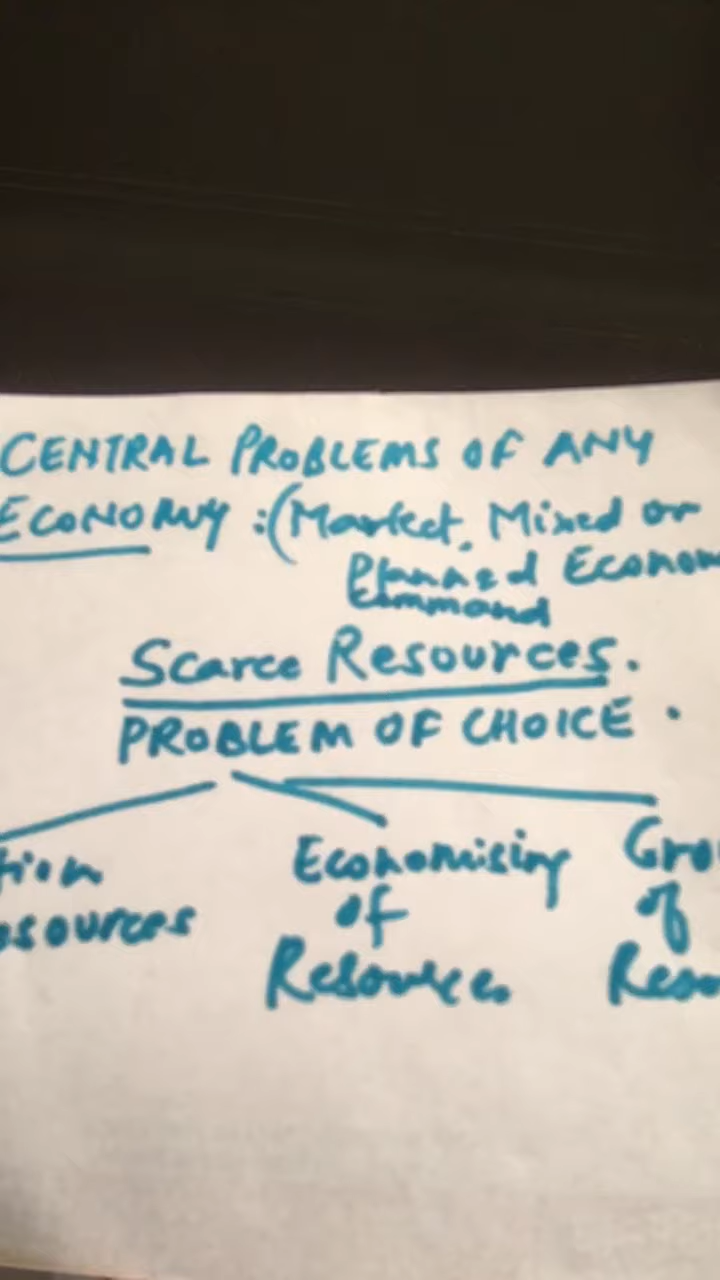 CENTRAL PROBLEMS OF ANY
ECONOMY :(Market, Mixed or
Planned Econom
Command
Scarce Resources.
PROBLEM OF CHOICE.
tion Economising Gro
sources of of
Resources Reso